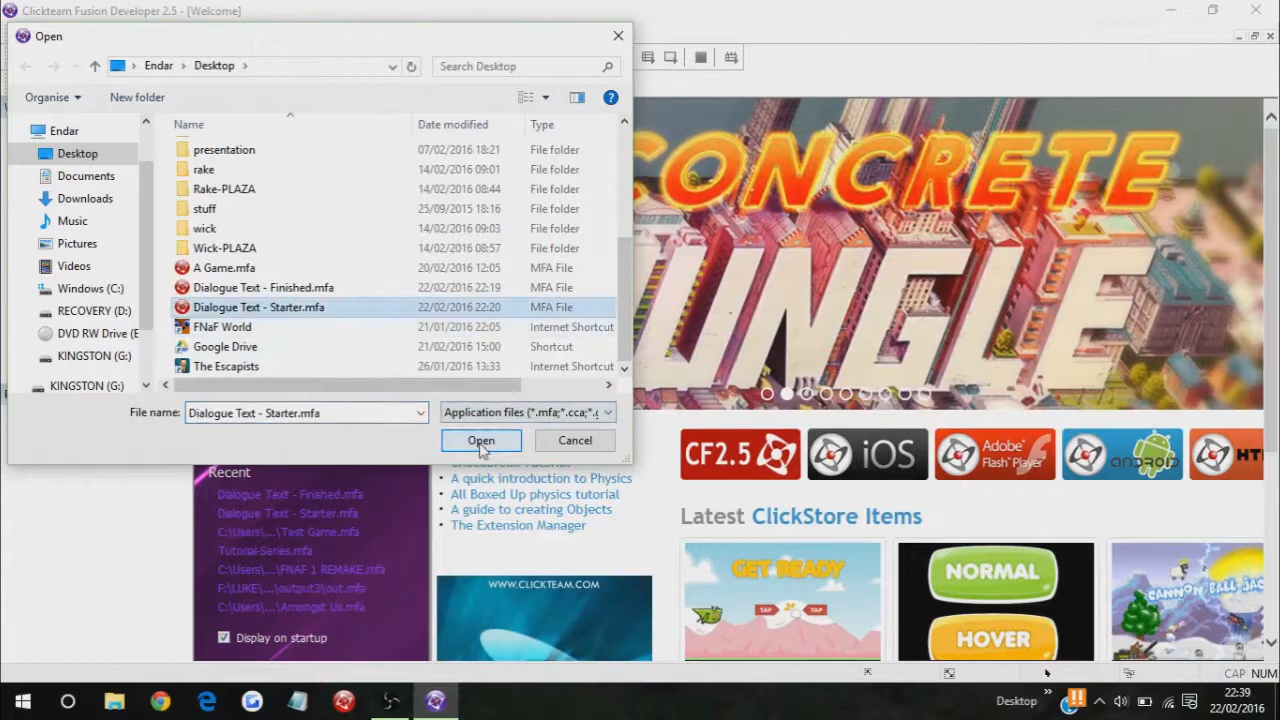 Clickteam Fusion Developer 2.5 - [Welcome]
Open
Endar
Desktop
Search Desktop
Organise
New folder
Name
Date modified
Type
Endar
Desktop
Documents
Downloads
Music
Pictures
Videos
Windows (C:)
RECOVERY (D:)
DVD RW Drive (E
KINGSTON (G:)
KINGSTON (G:)
presentation 07/02/2016 18:21 File folder
rake 14/02/2016 09:01 File folder
Rake-PLAZA 14/02/2016 08:44 File folder
stuff 25/09/2015 18:16 File folder
wick 14/02/2016 09:03 File folder
Wick-PLAZA 14/02/2016 08:57 File folder
A Game.mfa 20/02/2016 12:05 MFA File
Dialogue Text - Finished.mfa 22/02/2016 22:19 MFA File
Dialogue Text - Starter.mfa 22/02/2016 22:20 MFA File
FNaF World 21/01/2016 22:05 Internet Shortcut
Google Drive 21/02/2016 15:00 Shortcut
The Escapists 26/01/2016 13:33 Internet Shortcut
File name: Dialogue Text - Starter.mfa
Application files (*.mfa;*.cca;*.g
Open
Cancel
CONCRETE
JUNGLE
Recent
Dialogue Text - Finahed.mfa
Dialogue Text - Starter.mfa
C:\Users\...\Test Game.mfa
Tutorial-Series.mfa
C:\Users\...\FNAF 1 REMAKE.mfa
F:\LUKE\...\output3\out.mfa
C:\Users\...\Amongst Us.mfa
Display on startup
A quick introduction to Physics
All Boxed Up physics tutorial
A guide to creating Objects
The Extension Manager
WWW.CLICKTEAM.COM
CF2.5
iOS
Adobe
Flash Player
android
HT
Latest ClickStore Items
GET READY
TAP
TAP
NORMAL
HOVER
CANNON BALL
CAP NUM
Desktop
22:39
22/02/2016